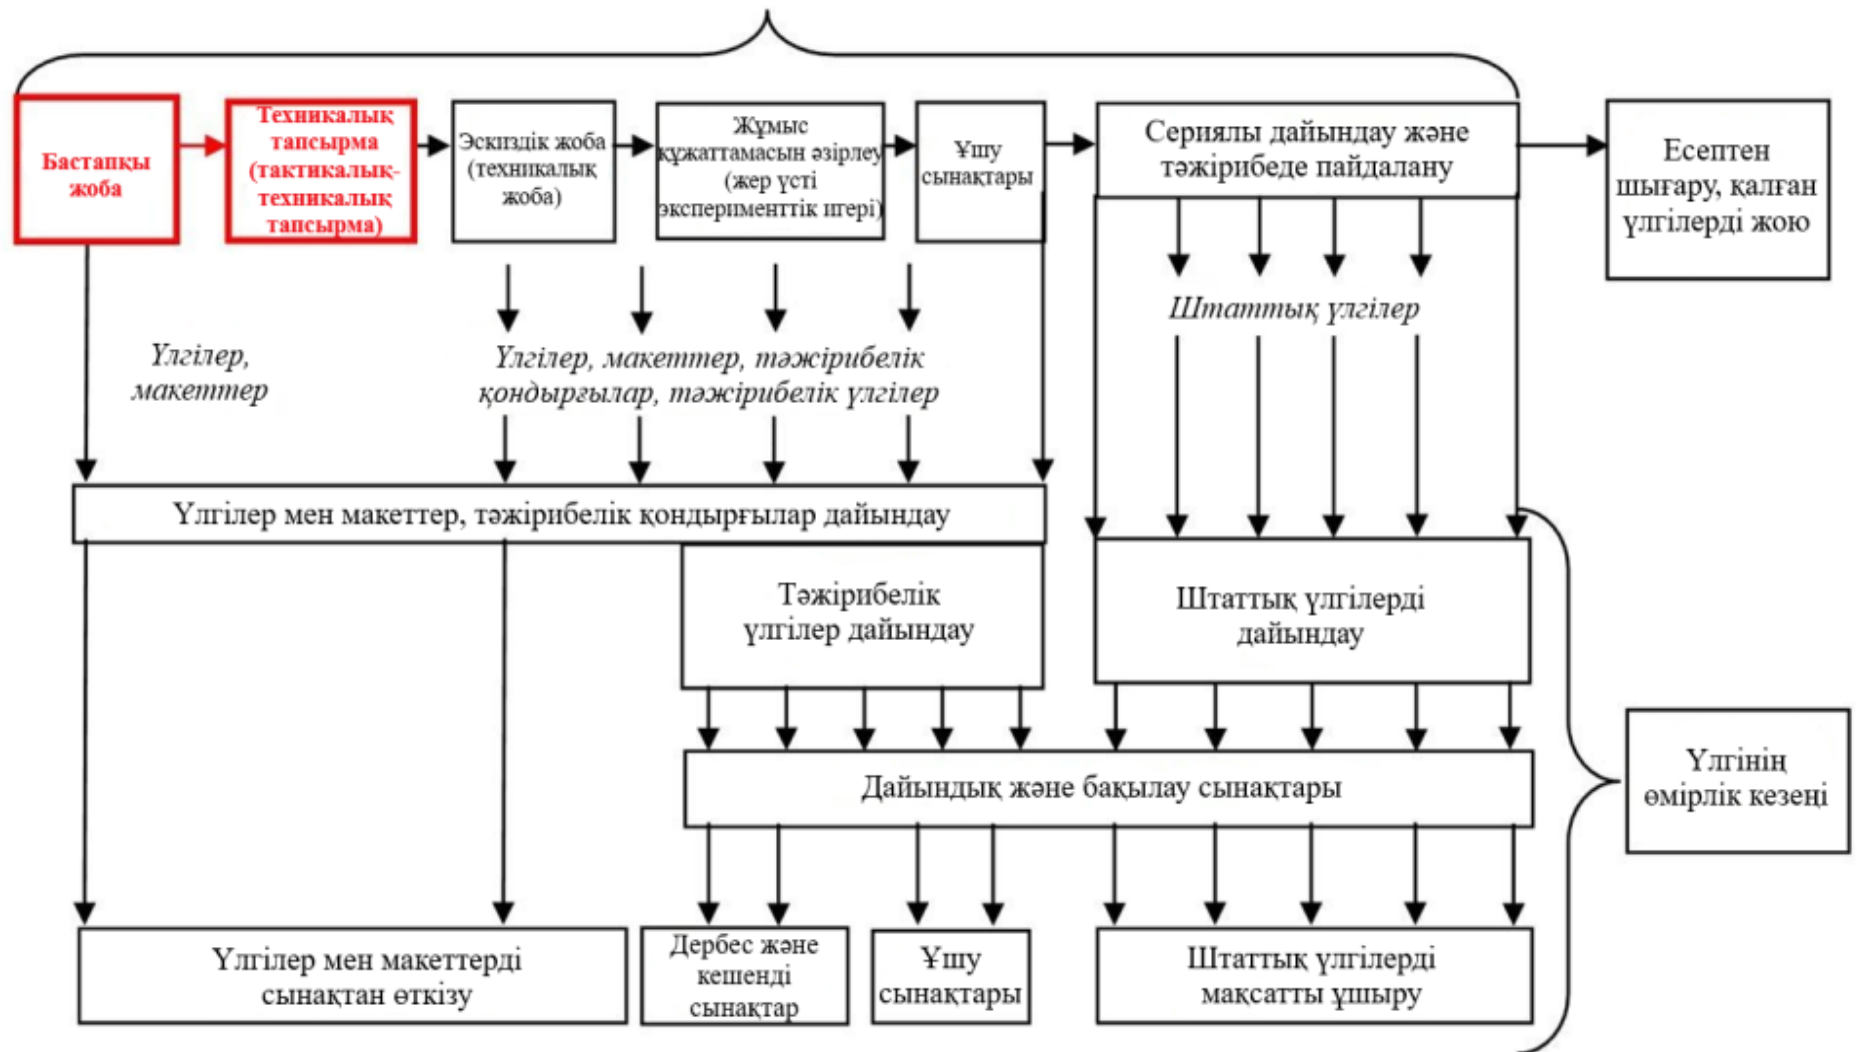 Бастапқы
жоба
Техникалық
тапсырма
(тактикалық-
техникалық
тапсырма)
Эскиздік жоба
(техникалық
жоба)
Жұмыс
құжаттамасын әзірлеу
(жер үсті
эксперименттік игері)
Ұшу
сынақтары
Сериялы дайындау және
тәжірибеде пайдалану
Есептен
шығару, қалған
үлгілерді жою
Үлгілер,
макеттер
Үлгілер, макеттер, тәжірибелік
қондырғылар, тәжірибелік үлгілер
Штаттық үлгілер
Үлгілер мен макеттер, тәжірибелік қондырғылар дайындау
Тәжірибелік
үлгілер дайындау
Штаттық үлгілерді
дайындау
Дайындық және бақылау сынақтары
Үлгінің
өмірлік кезеңі
Үлгілер мен макеттерді
сынақтан өткізу
Дербес және
кешенді
сынақтар
Ұшу
сынақтары
Штаттық үлгілерді
мақсатты ұшыру